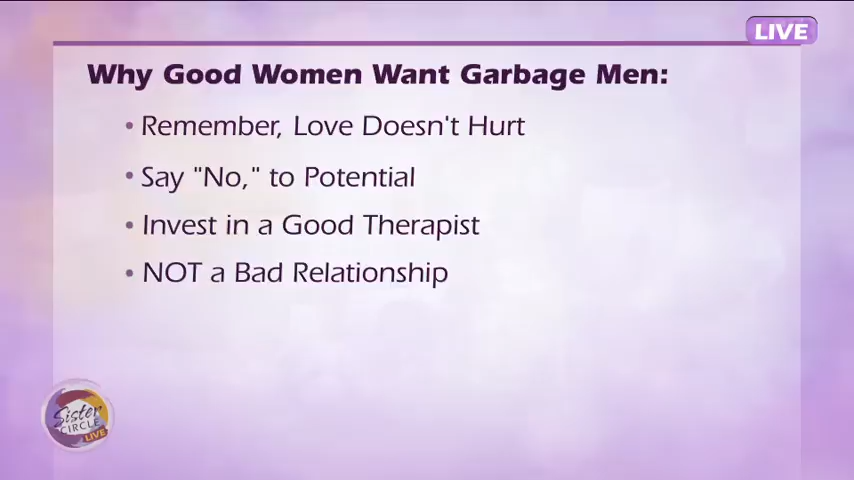 LIVE
Why Good Women Want Garbage Men:
• Remember, Love Doesn't Hurt
• Say "No," to Potential
• Invest in a Good Therapist
• NOT a Bad Relationship
Sister
CIRCLE
LIVE